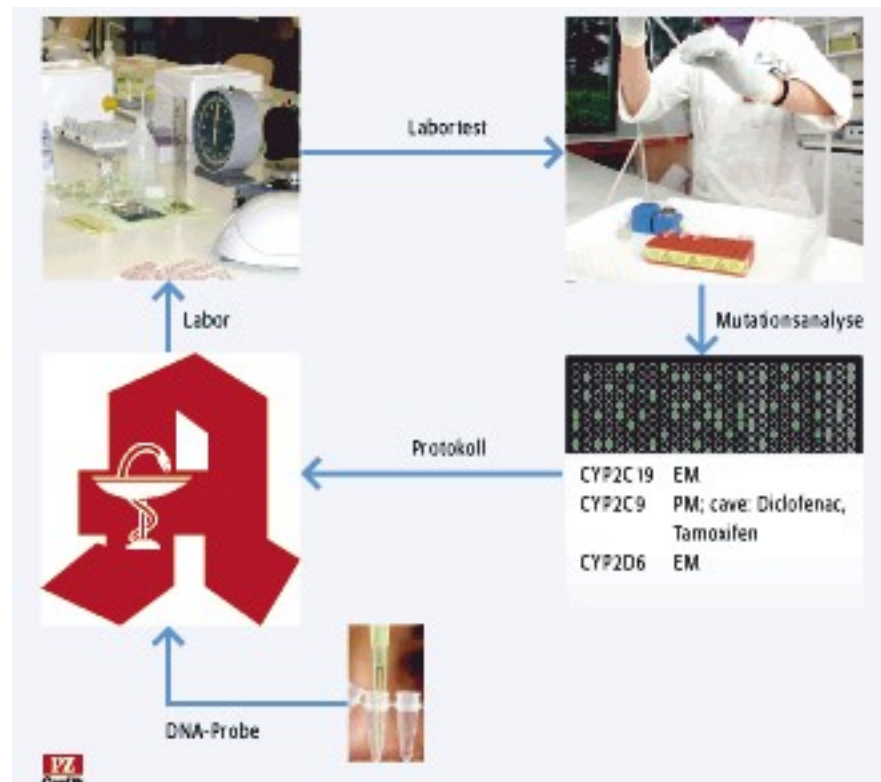 Labortest
Labor
Mutationsanalyse
Protokoll
CYP2C19 EM
CYP2C9 PM; cave: Diclofenac,
Tamoxifen
CYP2D6 EM
DNA-Probe
PZ